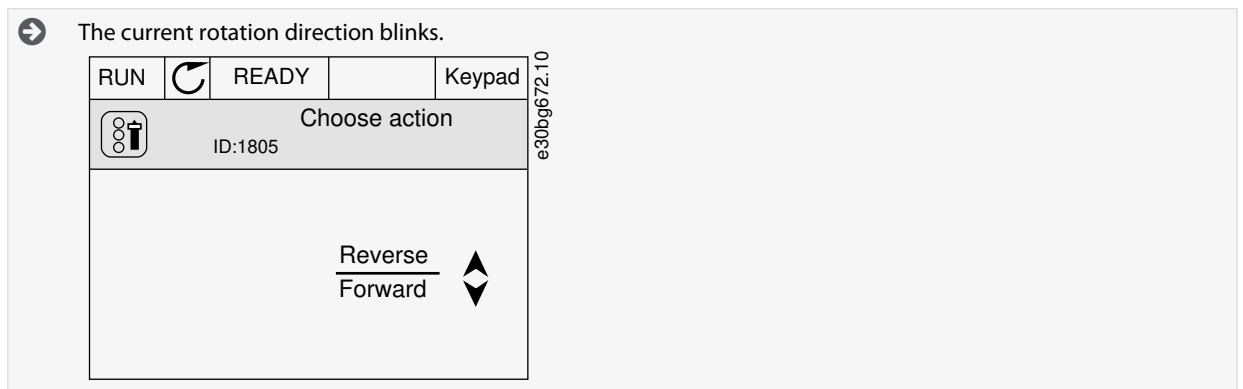 The current rotation direction blinks.
RUN READY Keypad
Choose action
ID:1805
Reverse
Forward
e30bg672.10